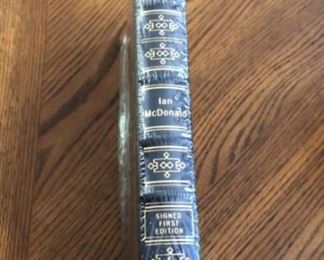 Ian
McDonald
SIGNED
FIRST
EDITION